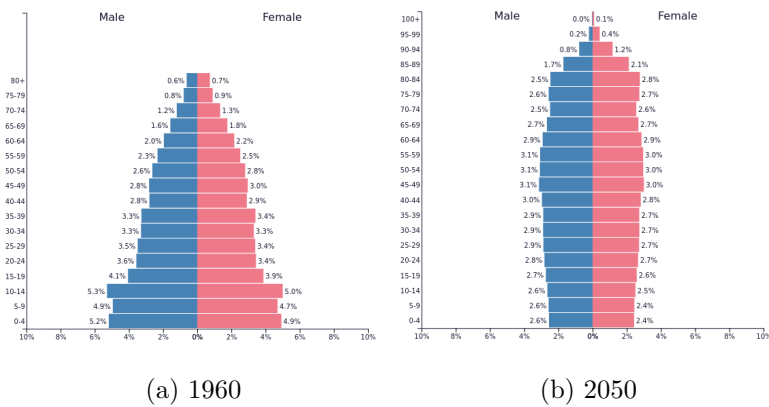 Male Female
80+ 0.6% 0.7%
75-79 0.8% 0.9%
70-74 1.2% 1.3%
65-69 1.6% 1.8%
60-64 2.0% 2.2%
55-59 2.3% 2.5%
50-54 2.6% 2.8%
45-49 2.8% 3.0%
40-44 2.8% 2.9%
35-39 3.3% 3.4%
30-34 3.3% 3.3%
25-29 3.5% 3.4%
20-24 3.6% 3.4%
15-19 4.1% 3.9%
10-14 5.3% 5.0%
5-9 4.9% 4.7%
0-4 5.2% 4.9%
10% 8% 6% 4% 2% 0% 2% 4% 6% 8% 10%
(a) 1960
Male Female
100+ 0.0% 0.1%
95-99 0.2% 0.4%
90-94 0.8% 1.2%
85-89 1.7% 2.1%
80-84 2.5% 2.8%
75-79 2.6% 2.7%
70-74 2.5% 2.6%
65-69 2.7% 2.7%
60-64 2.9% 2.9%
55-59 3.1% 3.0%
50-54 3.1% 3.0%
45-49 3.1% 3.0%
40-44 3.0% 2.8%
35-39 2.9% 2.7%
30-34 2.9% 2.7%
25-29 2.9% 2.7%
20-24 2.8% 2.7%
15-19 2.7% 2.6%
10-14 2.6% 2.5%
5-9 2.6% 2.4%
0-4 2.6% 2.4%
10% 8% 6% 4% 2% 0% 2% 4% 6% 8% 10%
(b) 2050